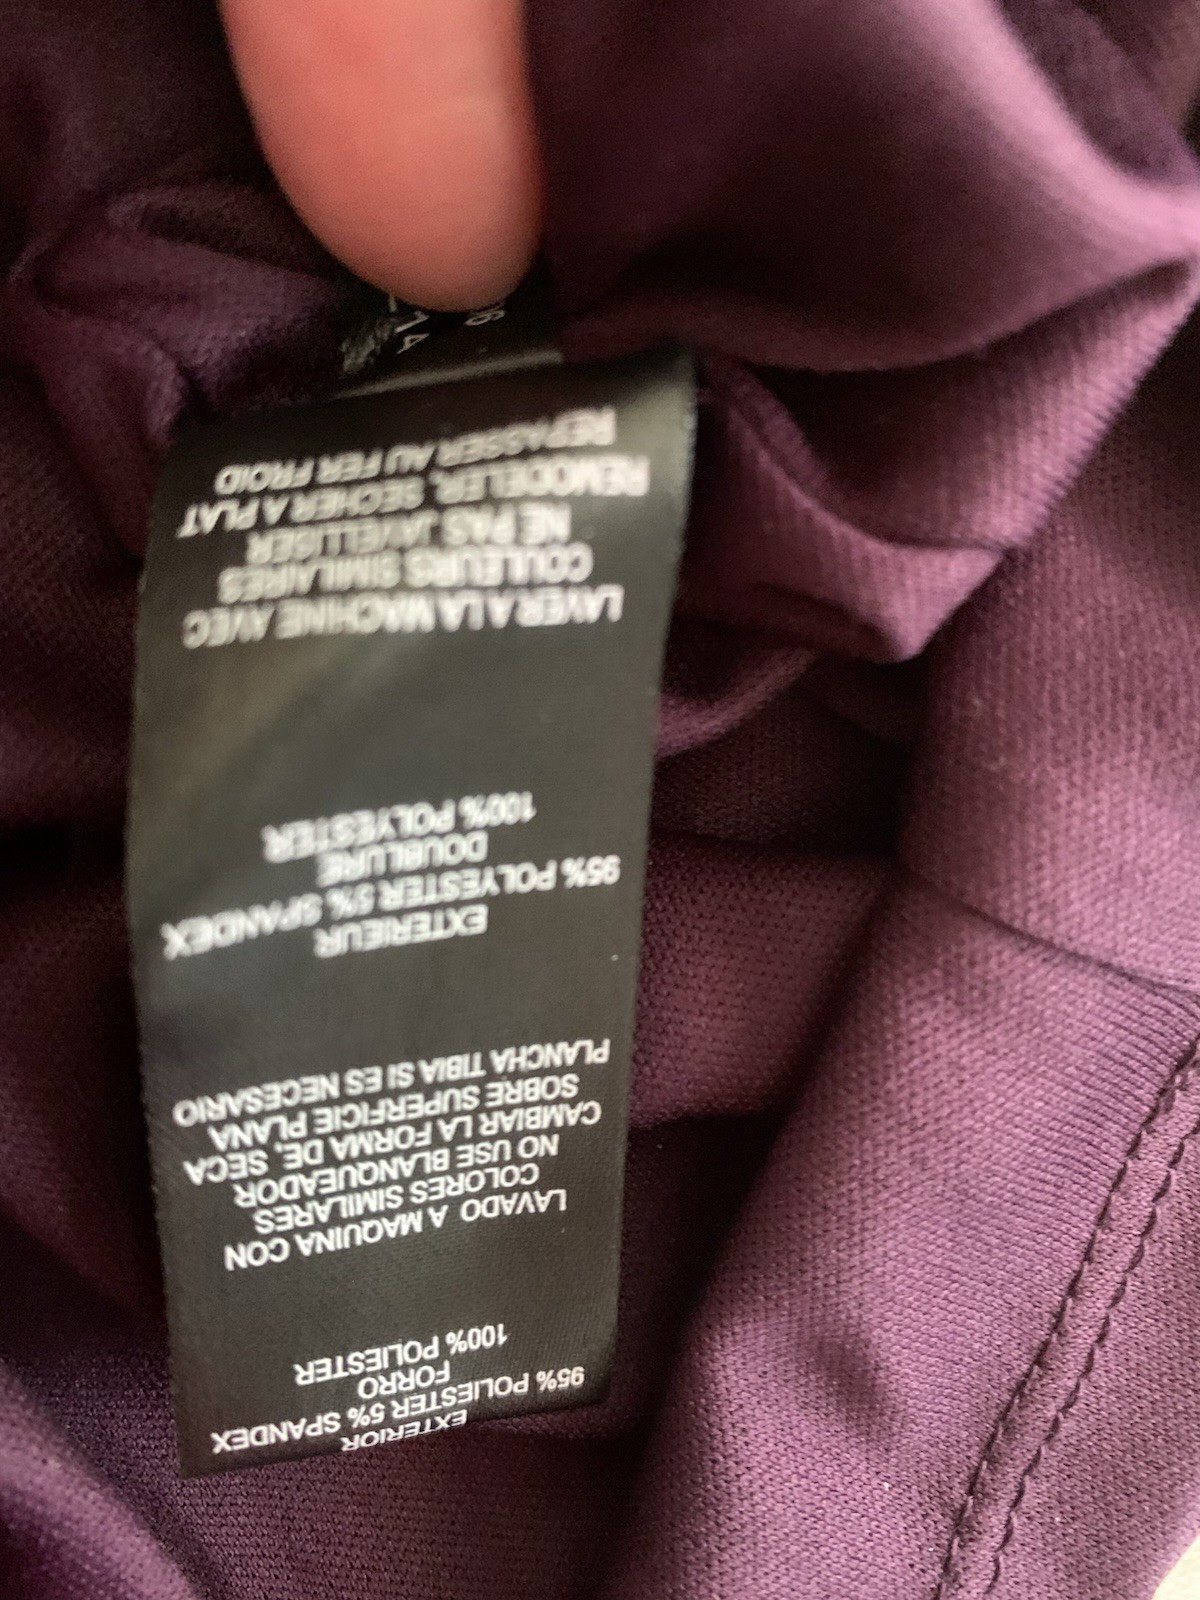 EXTERIOR
95% POLIESTER 5% SPANDEX
FORRO
100% POLIESTER
LAVADO A MAQUINA CON
COLORES SIMILARES
NO USE BLANQUEADOR
CAMBIAR LA FORMA DE, SECA
SOBRE SUPERFICIE PLANA
PLANCHA TIBIA SI ES NECESARIO
EXTERIEUR
95% POLYESTER 5% SPANDEX
DOUBLURE
100% POLYESTER
LAVER A LA MACHINE AVEC
COULEURS SIMILAIRES
NE PAS JAVELLISER
REMODELER, SECHER A PLAT
REPASSER AU FER FROID